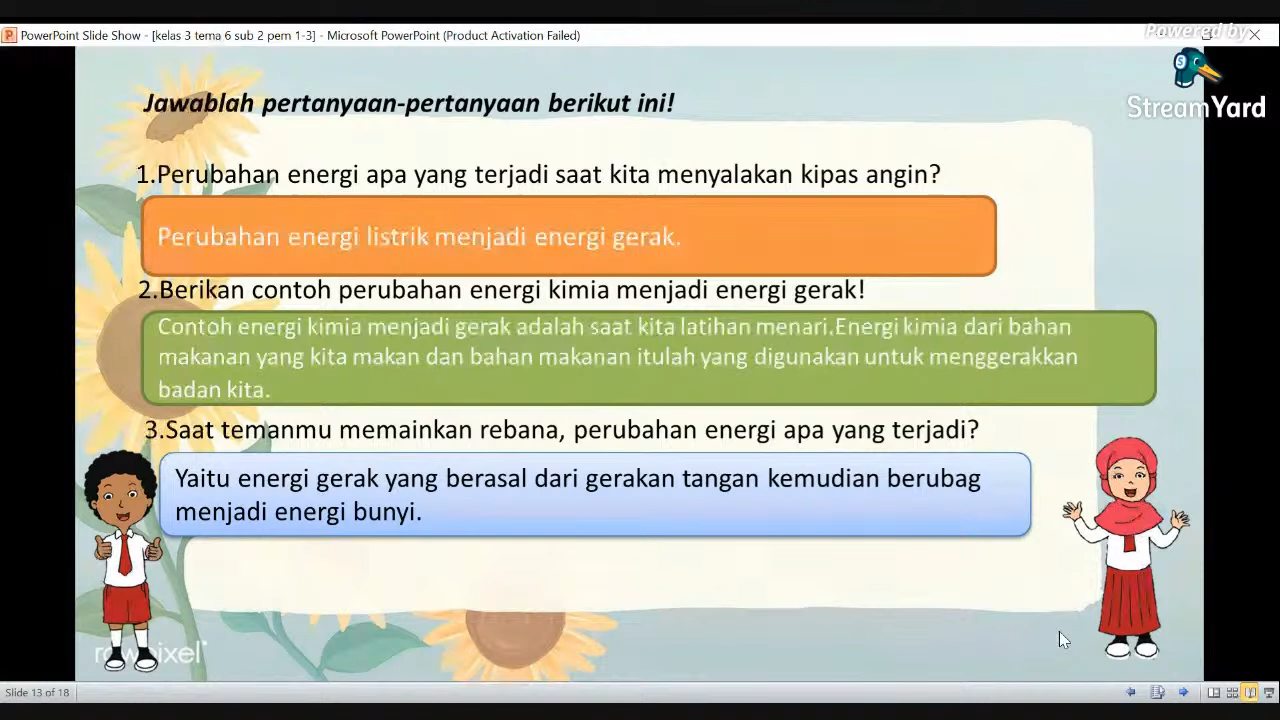 PowerPoint Slide Show - [kelas 3 tema 6 sub 2 pem 1-3] - Microsoft PowerPoint (Product Activation Failed)
Powered by
StreamYard
Jawablah pertanyaan-pertanyaan berikut ini!
1.Perubahan energi apa yang terjadi saat kita menyalakan kipas angin?
Perubahan energi listrik menjadi energi gerak.
2.Berikan contoh perubahan energi kimia menjadi energi gerak!
Contoh energi kimia menjadi gerak adalah saat kita latihan menari.Energi kimia dari bahan
makanan yang kita makan dan bahan makanan itulah yang digunakan untuk menggerakkan
badan kita.
3.Saat temanmu memainkan rebana, perubahan energi apa yang terjadi?
Yaitu energi gerak yang berasal dari gerakan tangan kemudian berubag
menjadi energi bunyi.
rawpixel
Slide 13 of 18